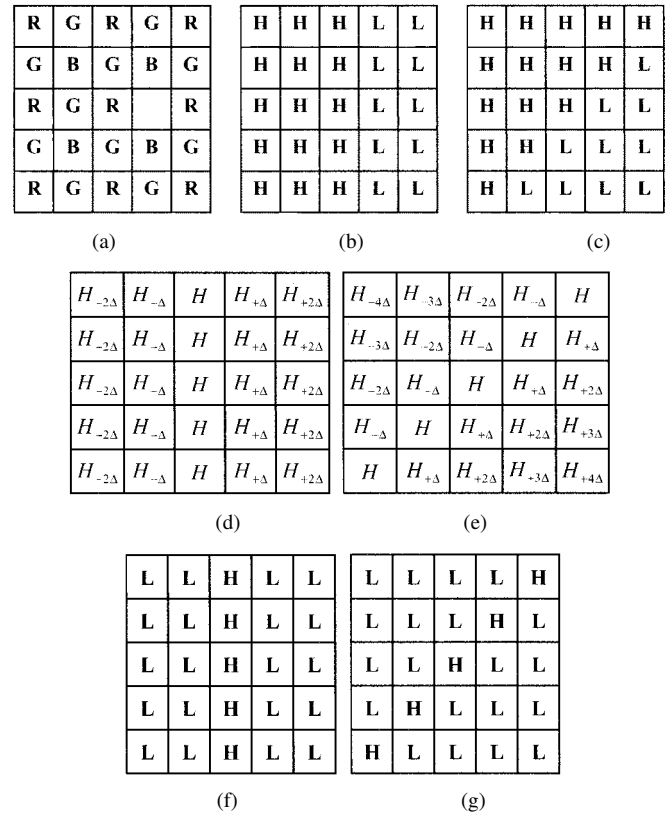 R G R G R H H H L L H H H H H
G B G B G H H H L L H H H H L
R G R R H H H L L H H H L L
G B G B G H H H L L H H L L L
R G R G R H H H L L H L L L L
(a) (b) (c)
H₋₂Δ H₋Δ H H₊Δ H₊₂Δ H₋₄Δ H₋₃Δ H₋₂Δ H₋Δ H
H₋₂Δ H₋Δ H H₊Δ H₊₂Δ H₋₃Δ H₋₂Δ H₋Δ H H₊Δ
H₋₂Δ H₋Δ H H₊Δ H₊₂Δ H₋₂Δ H₋Δ H H₊Δ H₊₂Δ
H₋₂Δ H₋Δ H H₊Δ H₊₂Δ H₋Δ H H₊Δ H₊₂Δ H₊₃Δ
H₋₂Δ H₋Δ H H₊Δ H₊₂Δ H H₊Δ H₊₂Δ H₊₃Δ H₊₄Δ
(d) (e)
L L H L L L L L L H
L L H L L L L L H L
L L H L L L L H L L
L L H L L L H L L L
L L H L L H L L L L
(f) (g)